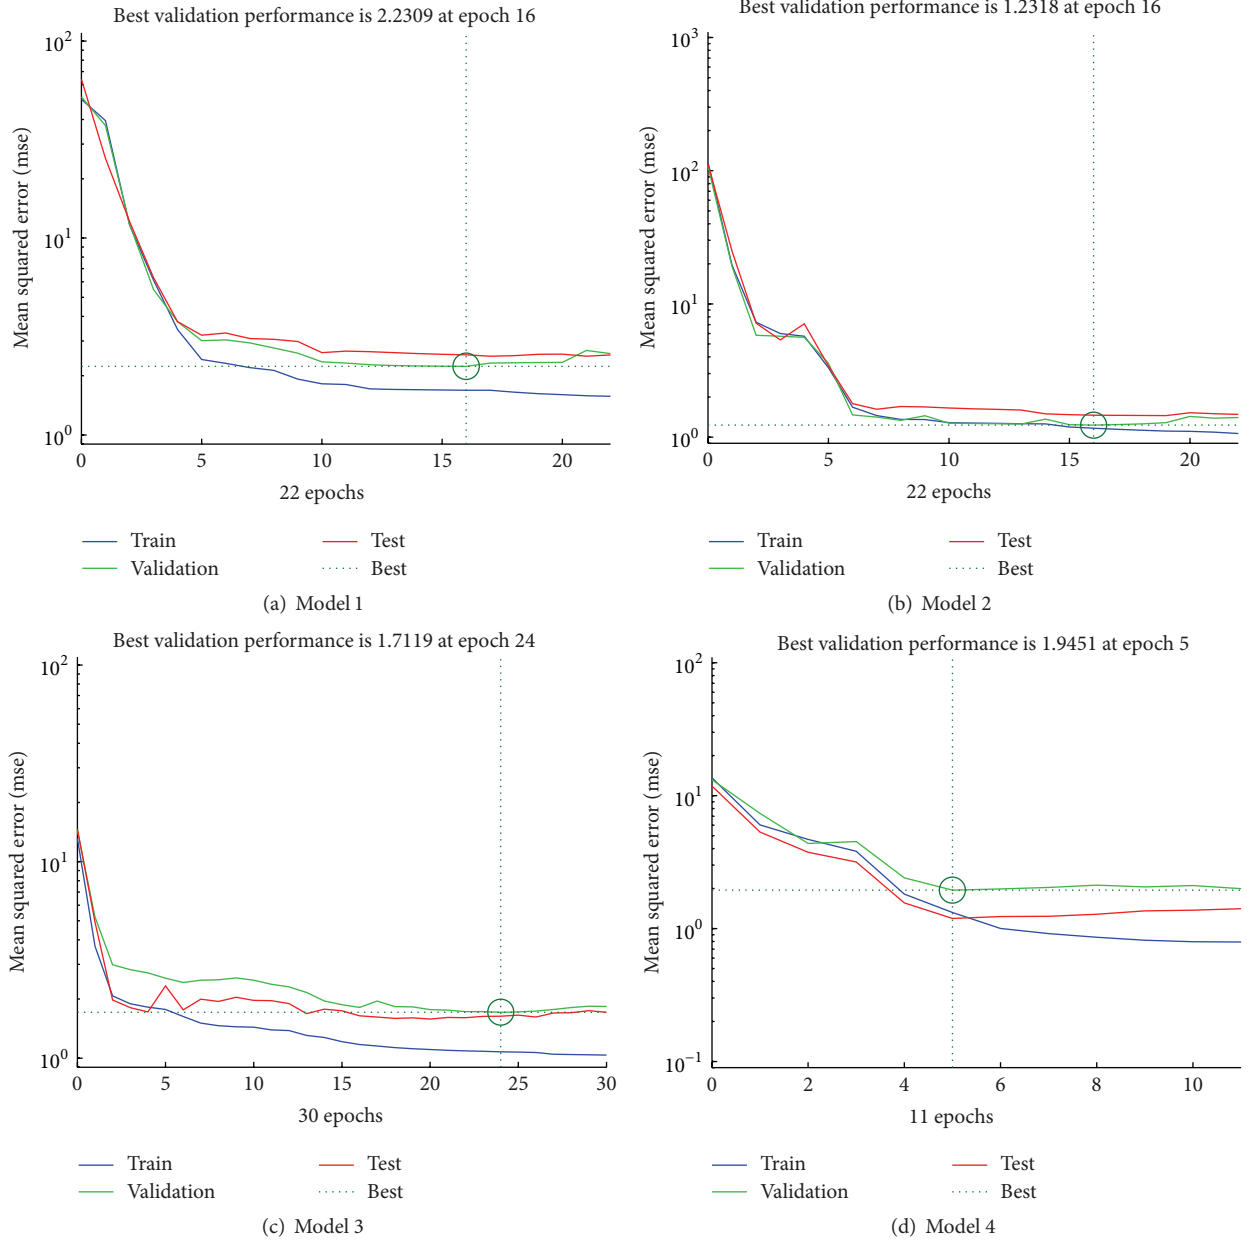 Best validation performance is 2.2309 at epoch 16
Mean squared error (mse)
10^2
10^1
10^0
0 5 10 15 20
22 epochs
Train Test
Validation Best
(a) Model 1
Best validation performance is 1.2318 at epoch 16
Mean squared error (mse)
10^3
10^2
10^1
10^0
0 5 10 15 20
22 epochs
Train Test
Validation Best
(b) Model 2
Best validation performance is 1.7119 at epoch 24
Mean squared error (mse)
10^2
10^1
10^0
0 5 10 15 20 25 30
30 epochs
Train Test
Validation Best
(c) Model 3
Best validation performance is 1.9451 at epoch 5
Mean squared error (mse)
10^2
10^1
10^0
10^−1
0 2 4 6 8 10
11 epochs
Train Test
Validation Best
(d) Model 4